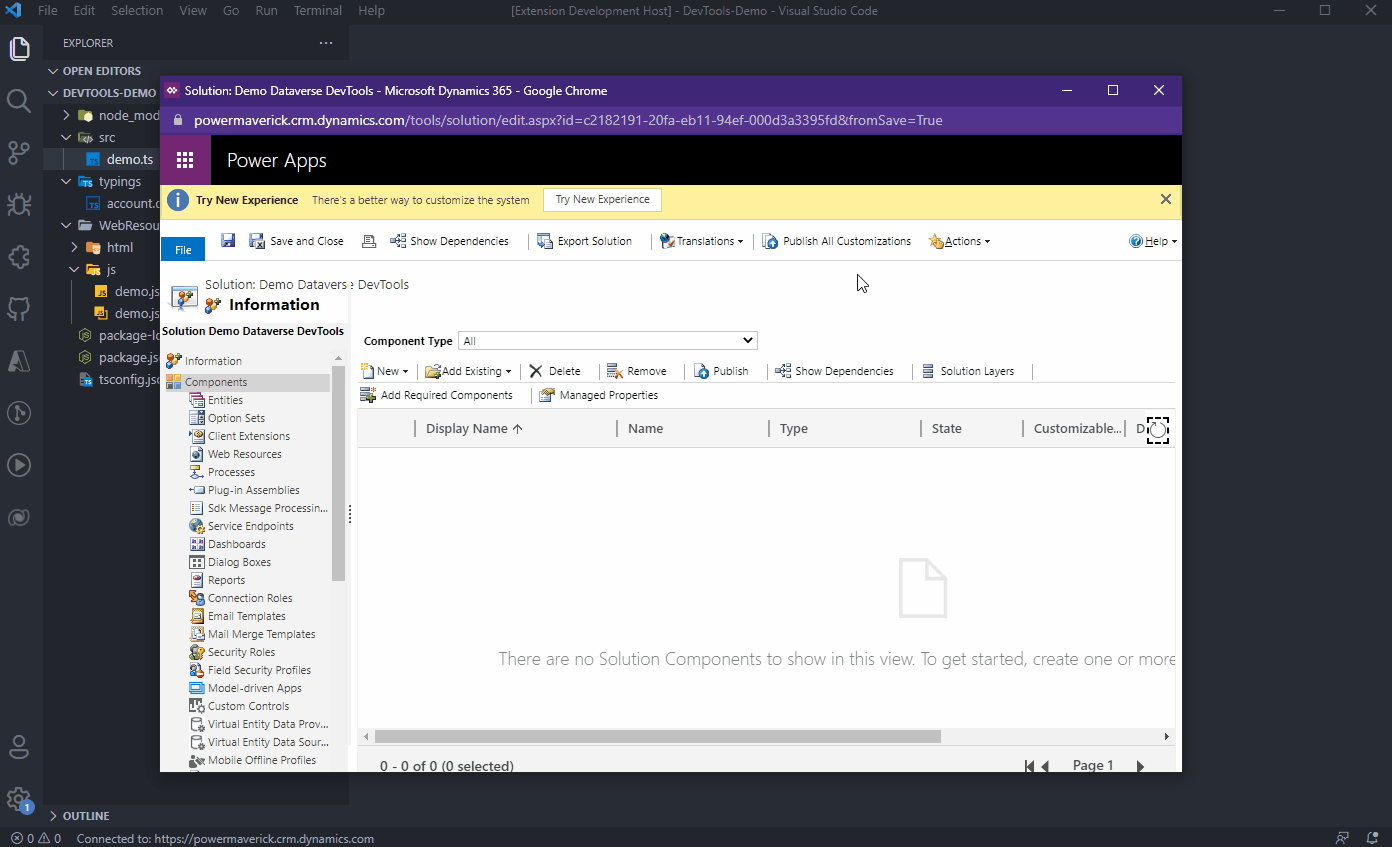 File Edit Selection View Go Run Terminal Help [Extension Development Host] - DevTools-Demo - Visual Studio Code
EXPLORER
OPEN EDITORS
DEVTOOLS-DEMO
node_mod
src
demo.ts
typings
account.d
WebResou
html
js
demo.js
demo.js
package-lo
package.jso
tsconfig.jso
OUTLINE
Solution: Demo Dataverse DevTools - Microsoft Dynamics 365 - Google Chrome
powermaverick.crm.dynamics.com/tools/solution/edit.aspx?id=c2182191-20fa-eb11-94ef-000d3a3395fd&fromSave=True
Power Apps
Try New Experience There's a better way to customize the system Try New Experience
File Save and Close Show Dependencies Export Solution Translations Publish All Customizations Actions Help
Solution: Demo Dataverse DevTools
Information
Solution Demo Dataverse DevTools
Information
Components
Entities
Option Sets
Client Extensions
Web Resources
Processes
Plug-in Assemblies
Sdk Message Processin...
Service Endpoints
Dashboards
Dialog Boxes
Reports
Connection Roles
Email Templates
Mail Merge Templates
Security Roles
Field Security Profiles
Model-driven Apps
Custom Controls
Virtual Entity Data Prov...
Virtual Entity Data Sour...
Mobile Offline Profiles
Component Type All
New Add Existing Delete Remove Publish Show Dependencies Solution Layers
Add Required Components Managed Properties
Display Name Name Type State Customizable... D
There are no Solution Components to show in this view. To get started, create one or more
0 - 0 of 0 (0 selected) Page 1
1
0 0 Connected to: https://powermaverick.crm.dynamics.com